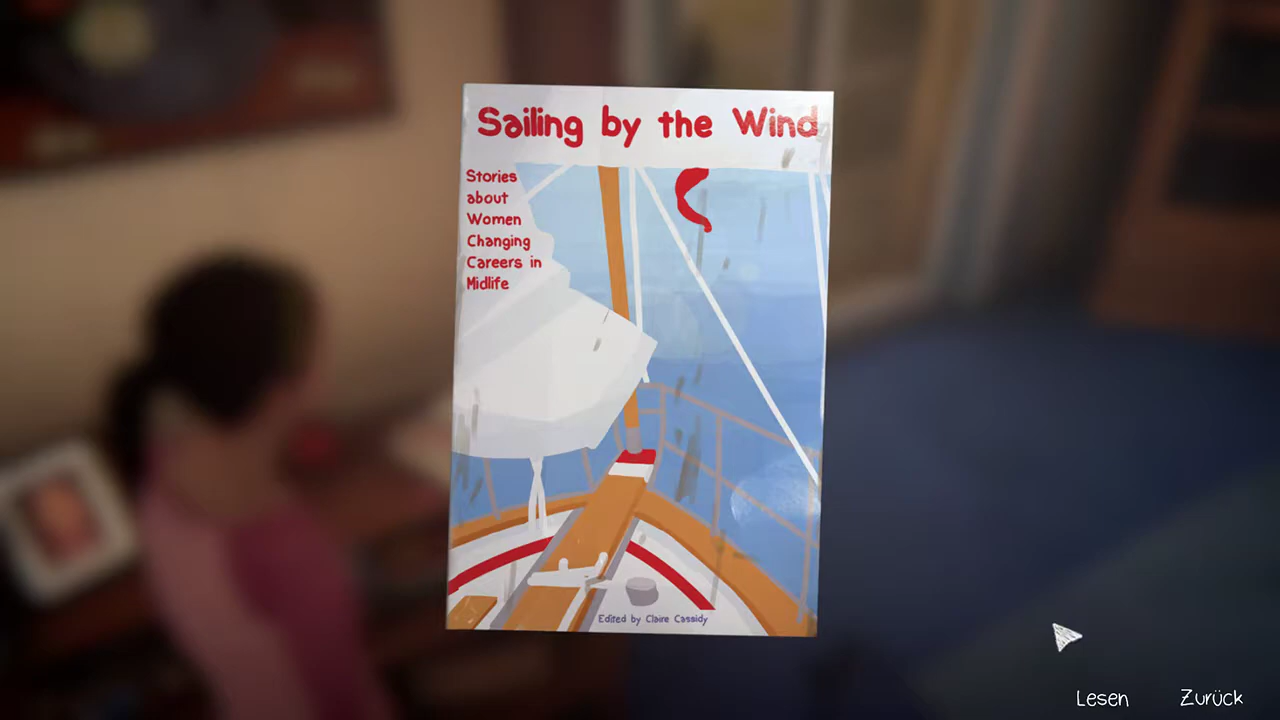 Sailing by the Wind
Stories
about
Women
Changing
Careers in
Midlife
Edited by Claire Cassidy
Lesen
Zurück